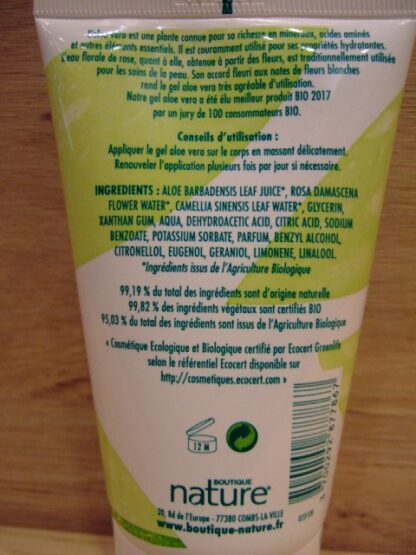 L'aloe vera est une plante connue pour sa richesse en minéraux, acides aminés
et autres éléments essentiels. Il est couramment utilisé pour ses propriétés hydratantes.
L'eau florale de rose, quant à elle, obtenue à partir de fleurs, est traditionnellement utilisée
pour les soins de la peau. Son accord fleuri aux notes de fleurs blanches
rend le gel aloe vera très agréable d'utilisation.
Notre gel aloe vera a été élu meilleur produit BIO 2017
par un jury de 100 consommateurs BIO.
Conseils d'utilisation :
Appliquer le gel aloe vera sur le corps en massant délicatement.
Renouveler l'application plusieurs fois par jour si nécessaire.
INGREDIENTS : ALOE BARBADENSIS LEAF JUICE*, ROSA DAMASCENA
FLOWER WATER*, CAMELLIA SINENSIS LEAF WATER*, GLYCERIN,
XANTHAN GUM, AQUA, DEHYDROACETIC ACID, CITRIC ACID, SODIUM
BENZOATE, POTASSIUM SORBATE, PARFUM, BENZYL ALCOHOL,
CITRONELLOL, EUGENOL, GERANIOL, LIMONENE, LINALOOL.
*Ingrédients issus de l'Agriculture Biologique
99,19 % du total des ingrédients sont d'origine naturelle
99,82 % des ingrédients végétaux sont certifiés BIO
95,03 % du total des ingrédients sont issus de l'Agriculture Biologique
« Cosmétique Ecologique et Biologique certifié par Ecocert Greenlife
selon le référentiel Ecocert disponible sur
http://cosmetiques.ecocert.com »
12 M
3 700292 877867
BOUTIQUE
nature®
20, Bd de l'Europe - 77380 COMBS-LA-VILLE
www.boutique-nature.fr